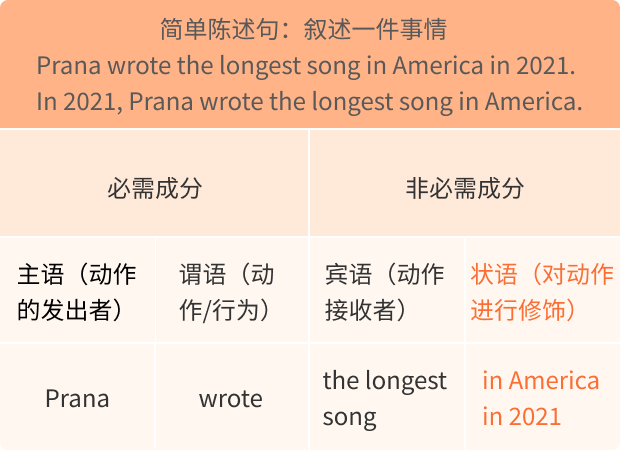 简单陈述句：叙述一件事情
Prana wrote the longest song in America in 2021.
In 2021, Prana wrote the longest song in America.
必需成分
非必需成分
主语（动作
的发出者）
谓语（动
作/行为）
宾语（动作
接收者）
状语（对动作
进行修饰）
Prana
wrote
the longest
song
in America
in 2021